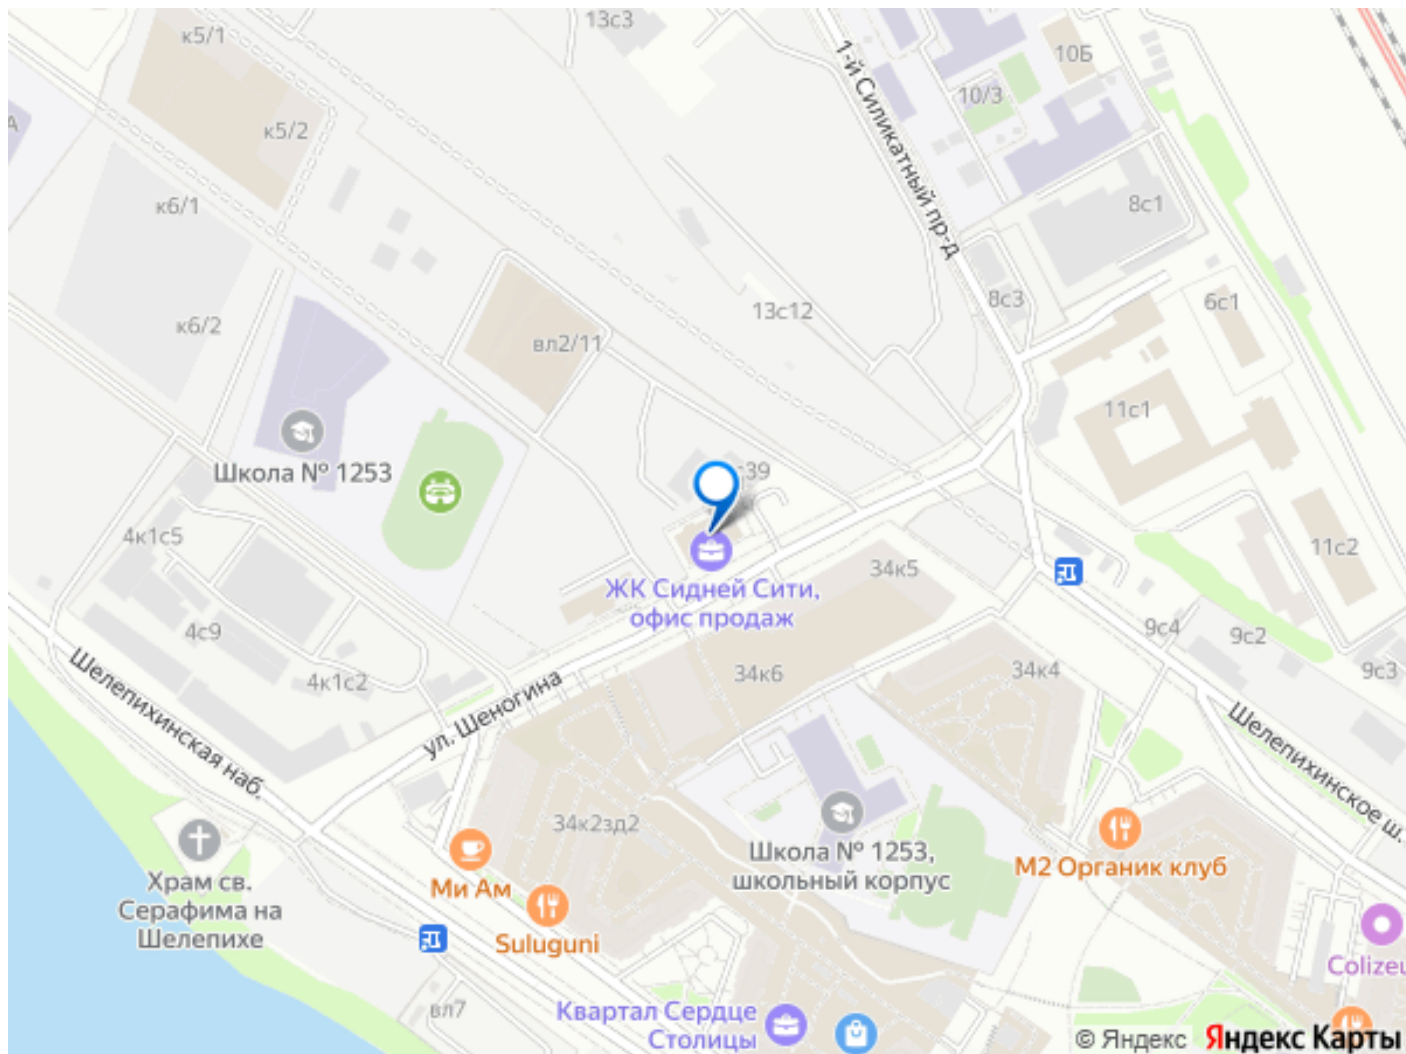 13с3
к5/1
10Б
1-й Силикатный пр-д
10/3
к5/2
к6/1
8с1
8с3
6с1
13с12
к6/2
вл2/11
11с1
Школа № 1253
с39
4к1с5
11с2
34к5
ЖК Сидней Сити,
офис продаж
4с9
9с4
9с2
34к6
34к4
9с3
4к1с2
Шелепихинская наб.
ул. Шеногина
Шелепихинское ш.
34к2зд2
Школа № 1253,
школьный корпус
М2 Органик клуб
Ми Ам
Храм св.
Серафима на
Шелепихе
Suluguni
Colizeu
вл7
Квартал Сердце
Столицы
© Яндекс Яндекс Карты